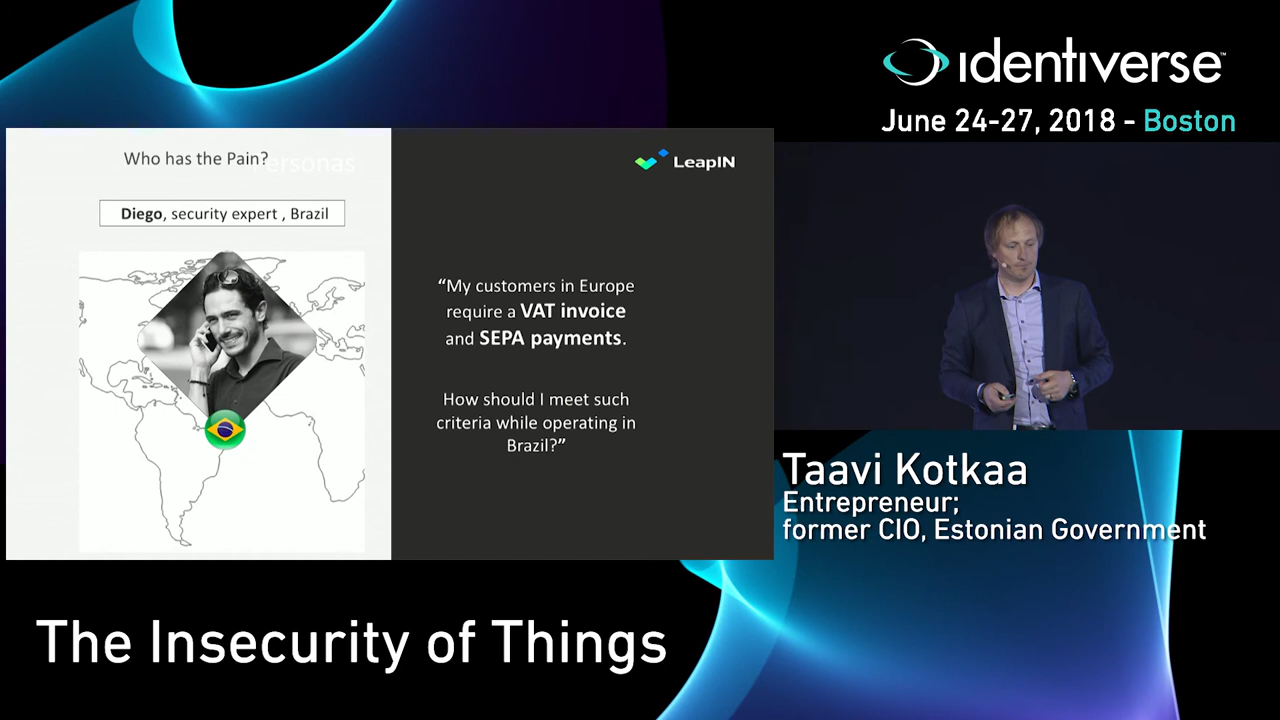 identiverse™
June 24-27, 2018 - Boston
Who has the Pain?
Personas
LeapIN
Diego, security expert , Brazil
“My customers in Europe
require a VAT invoice
and SEPA payments.
How should I meet such
criteria while operating in
Brazil?”
Taavi Kotkaa
Entrepreneur;
former CIO, Estonian Government
The Insecurity of Things